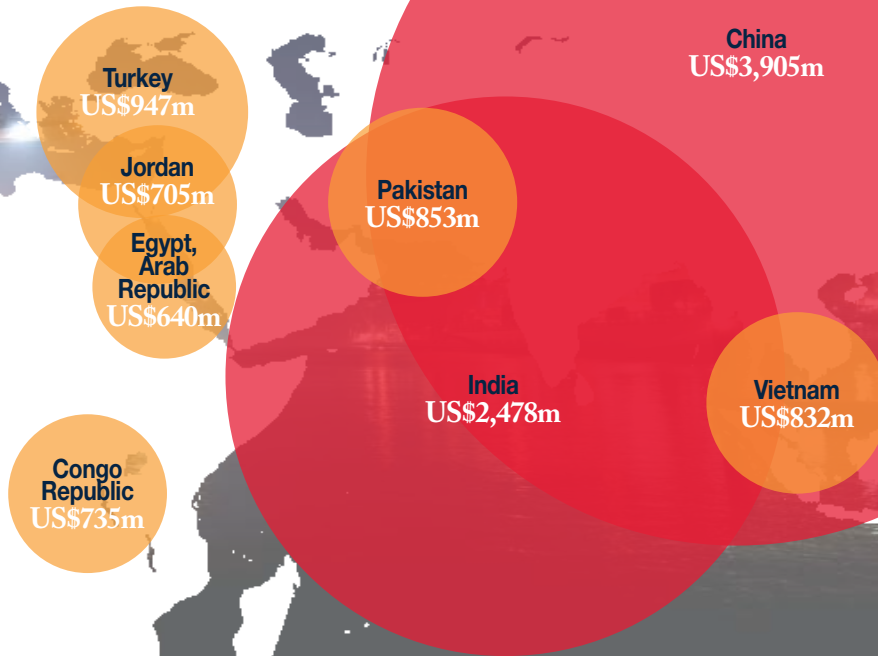 China
US$3,905m
Turkey
US$947m
Jordan
US$705m
Pakistan
US$853m
Egypt,
Arab
Republic
US$640m
India
US$2,478m
Vietnam
US$832m
Congo
Republic
US$735m